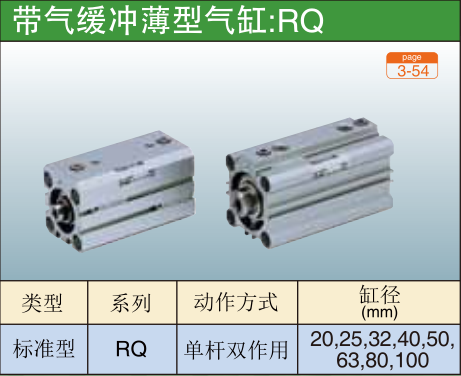 带气缓冲薄型气缸:RQ
page
3-54
类型 系列 动作方式 缸径
(mm)
标准型 RQ 单杆双作用 20,25,32,40,50,
63,80,100